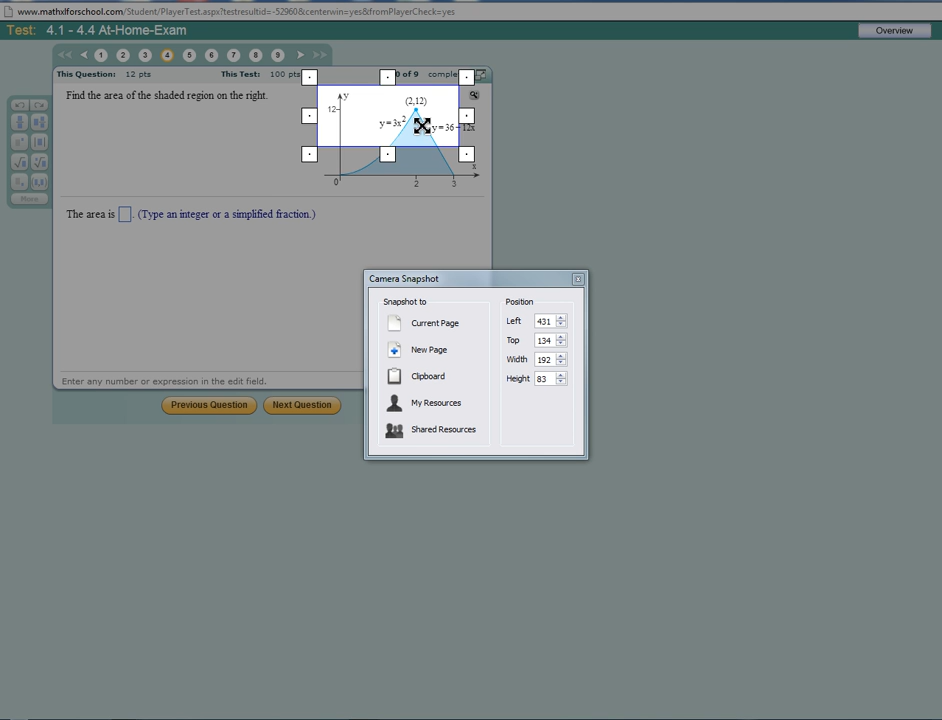 www.mathxlforschool.com/Student/PlayerTest.aspx?testresultid=-52960&centerwin=yes&fromPlayerCheck=yes
Test: 4.1 - 4.4 At-Home-Exam
Overview
1 2 3 4 5 6 7 8 9
This Question: 12 pts
This Test: 100 pts
0 of 9 comple
Find the area of the shaded region on the right.
y
(2,12)
12
y=3x²
y=36-12x
x
0 2 3
More
The area is . (Type an integer or a simplified fraction.)
Camera Snapshot
Snapshot to
Current Page
New Page
Clipboard
My Resources
Shared Resources
Position
Left 431
Top 134
Width 192
Height 83
Enter any number or expression in the edit field.
Previous Question
Next Question